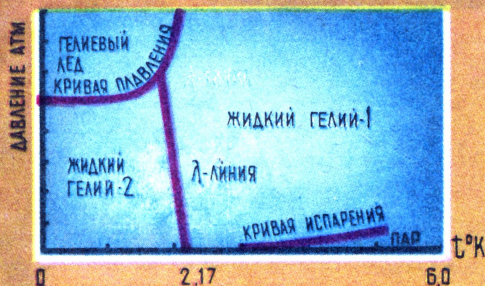 ДАВЛЕНИЕ АТМ
ГЕЛИЕВЫЙ
ЛЕД
КРИВАЯ ПЛАВЛЕНИЯ
ЖИДКИЙ ГЕЛИЙ-1
ЖИДКИЙ
ГЕЛИЙ-2
λ-ЛИНИЯ
КРИВАЯ ИСПАРЕНИЯ
ПАР
t°К
0
2,17
6,0